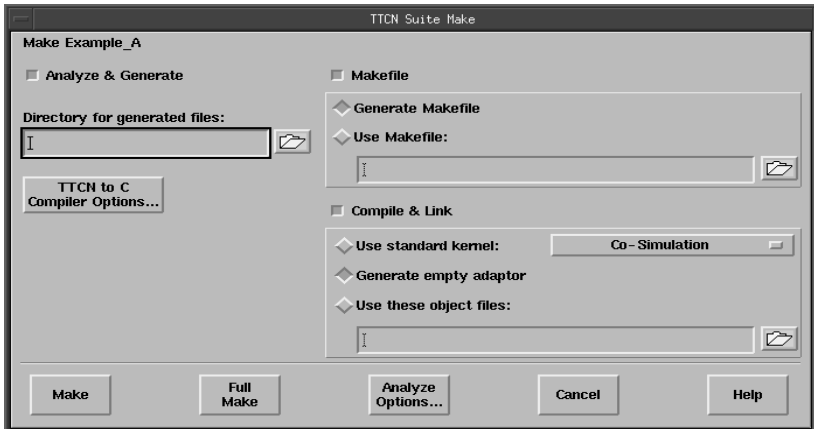 TTCN Suite Make
Make Example_A
Analyze & Generate
Directory for generated files:
TTCN to C
Compiler Options...
Makefile
Generate Makefile
Use Makefile:
Compile & Link
Use standard kernel:
Co-Simulation
Generate empty adaptor
Use these object files:
Make
Full
Make
Analyze
Options...
Cancel
Help